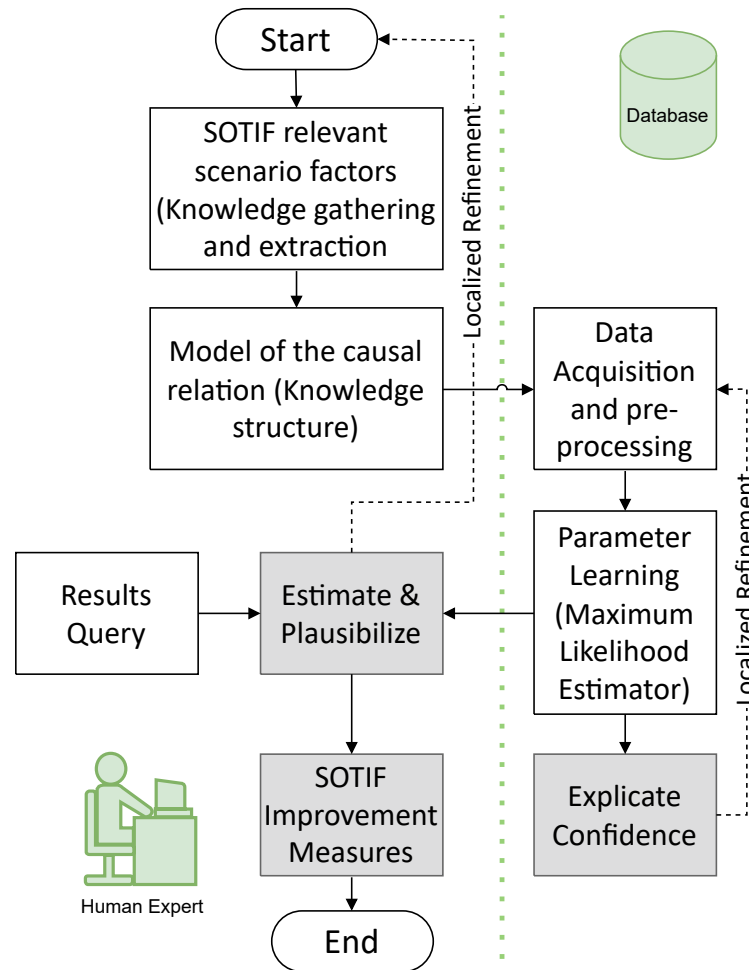 Start
SOTIF relevant
scenario factors
(Knowledge gathering
and extraction
Localized Refinement
Database
Model of the causal
relation (Knowledge
structure)
Data
Acquisition
and pre-
processing
Results
Query
Estimate &
Plausibilize
Parameter
Learning
(Maximum
Likelihood
Estimator)
Localized Refinement
SOTIF
Improvement
Measures
Explicate
Confidence
Human Expert
End